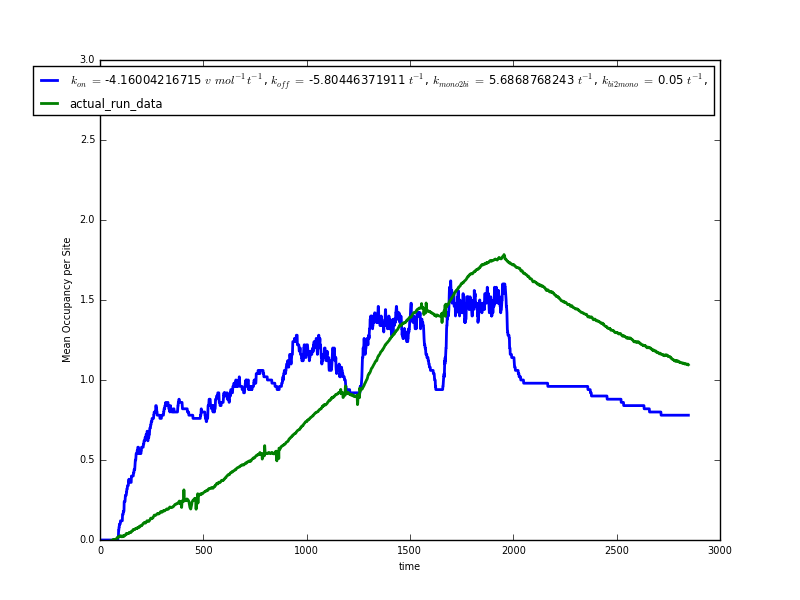 3.0
k_on = -4.16004216715 v mol⁻¹t⁻¹, k_off = -5.80446371911 t⁻¹, k_mono2bi = 5.6868768243 t⁻¹, k_bi2mono = 0.05 t⁻¹,
actual_run_data
2.5
2.0
1.5
1.0
0.5
0.0
Mean Occupancy per Site
0 500 1000 1500 2000 2500 3000
time